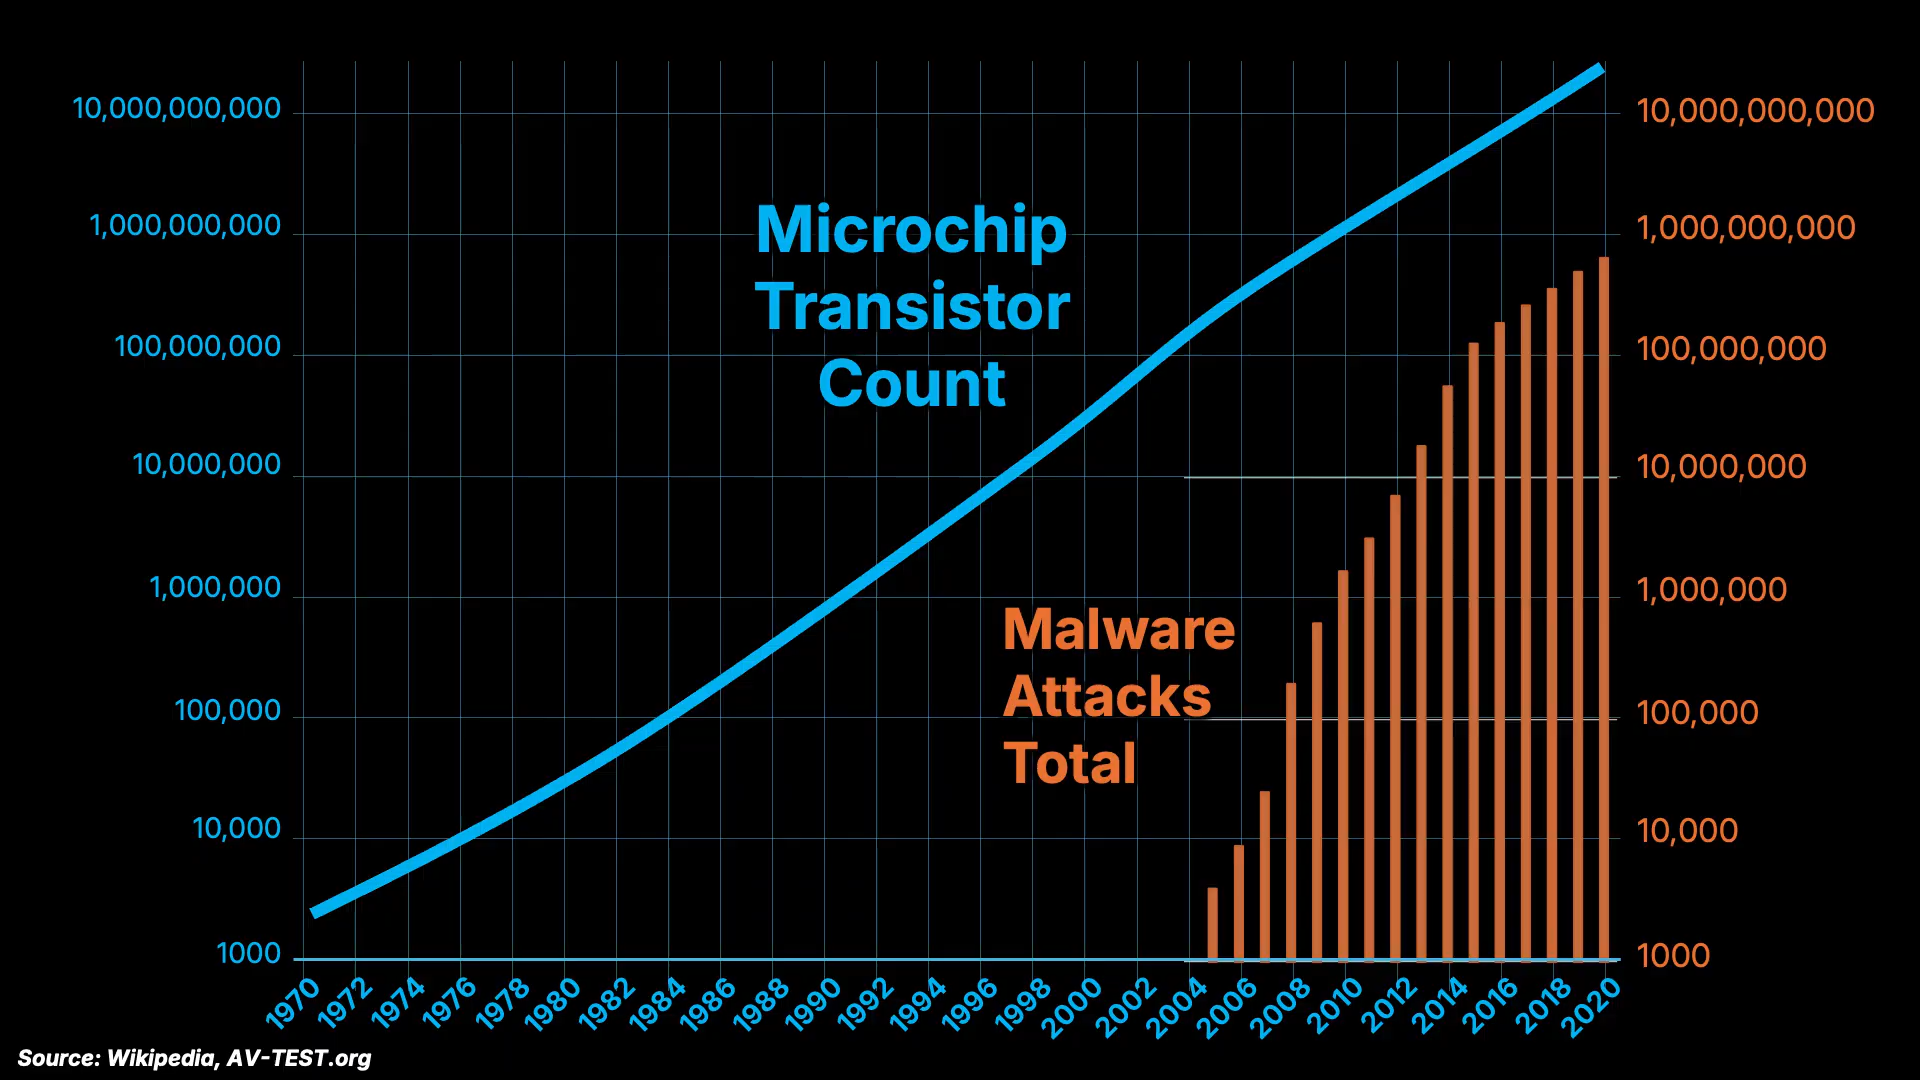 10,000,000,000
1,000,000,000
100,000,000
10,000,000
1,000,000
100,000
10,000
1000
Microchip
Transistor
Count
Malware
Attacks
Total
10,000,000,000
1,000,000,000
100,000,000
10,000,000
1,000,000
100,000
10,000
1000
1970 1972 1974 1976 1978 1980 1982 1984 1986 1988 1990 1992 1994 1996 1998 2000 2002 2004 2006 2008 2010 2012 2014 2016 2018 2020
Source: Wikipedia, AV-TEST.org